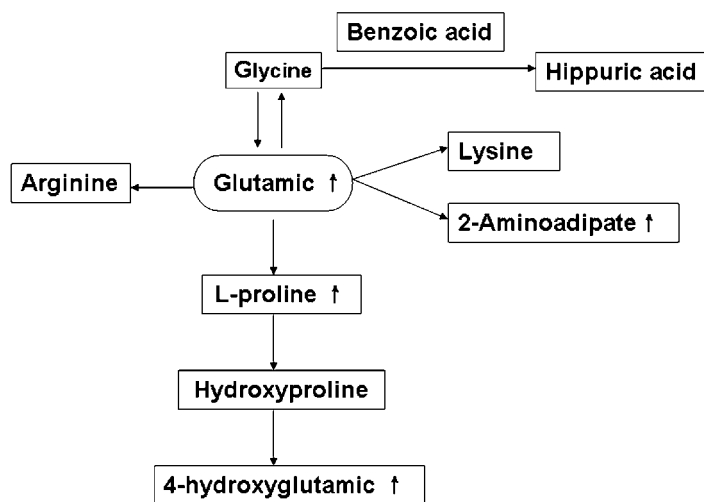 Benzoic acid
Glycine
Hippuric acid
Lysine
Arginine
Glutamic ↑
2-Aminoadipate ↑
L-proline ↑
Hydroxyproline
4-hydroxyglutamic ↑